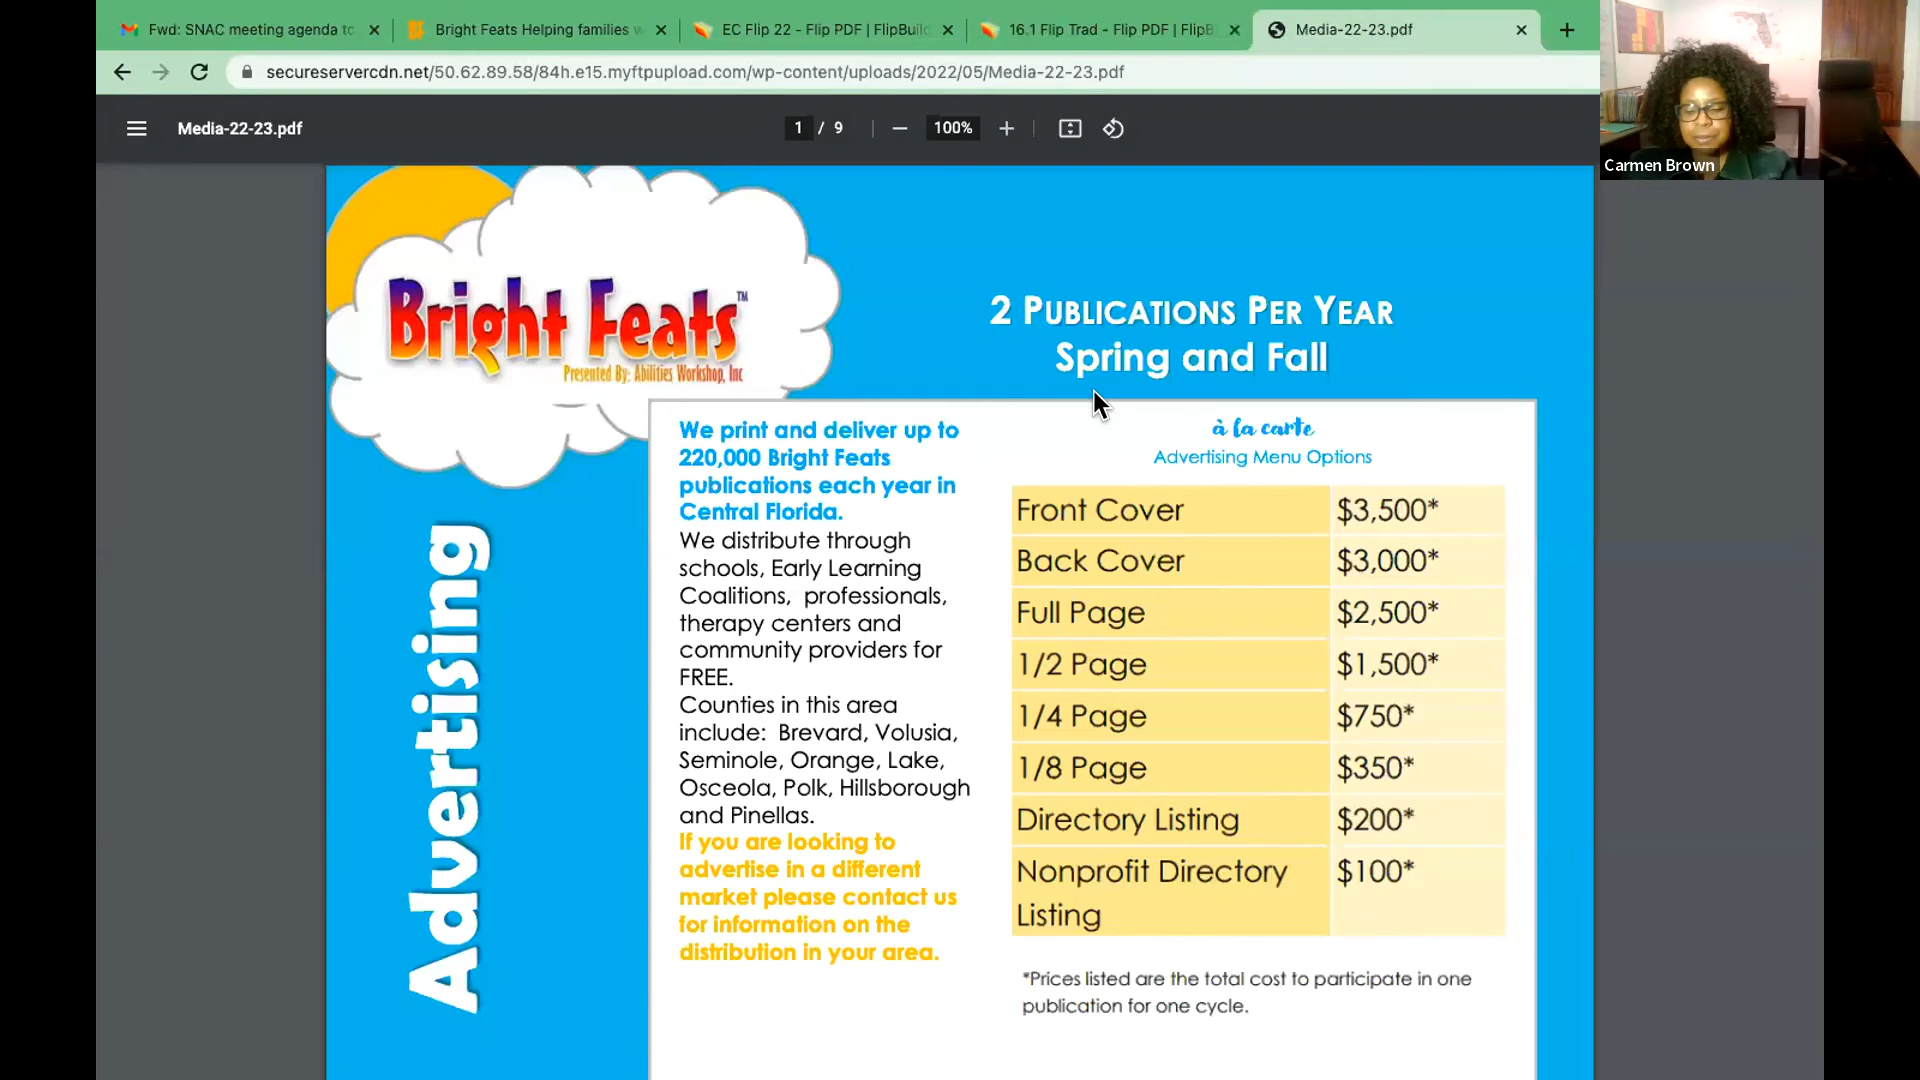 Fwd: SNAC meeting agenda to
Bright Feats Helping families w
EC Flip 22 - Flip PDF | FlipBuild
16.1 Flip Trad - Flip PDF | FlipB
Media-22-23.pdf
secureservercdn.net/50.62.89.58/84h.e15.myftpupload.com/wp-content/uploads/2022/05/Media-22-23.pdf
Media-22-23.pdf
1 / 9
100%
Carmen Brown
Bright Feats™
Presented By: Abilities Workshop, Inc
2 PUBLICATIONS PER YEAR
Spring and Fall
Advertising
We print and deliver up to
220,000 Bright Feats
publications each year in
Central Florida.
We distribute through
schools, Early Learning
Coalitions, professionals,
therapy centers and
community providers for
FREE.
Counties in this area
include: Brevard, Volusia,
Seminole, Orange, Lake,
Osceola, Polk, Hillsborough
and Pinellas.
If you are looking to
advertise in a different
market please contact us
for information on the
distribution in your area.
à la carte
Advertising Menu Options
Front Cover $3,500*
Back Cover $3,000*
Full Page $2,500*
1/2 Page $1,500*
1/4 Page $750*
1/8 Page $350*
Directory Listing $200*
Nonprofit Directory $100*
Listing
*Prices listed are the total cost to participate in one
publication for one cycle.